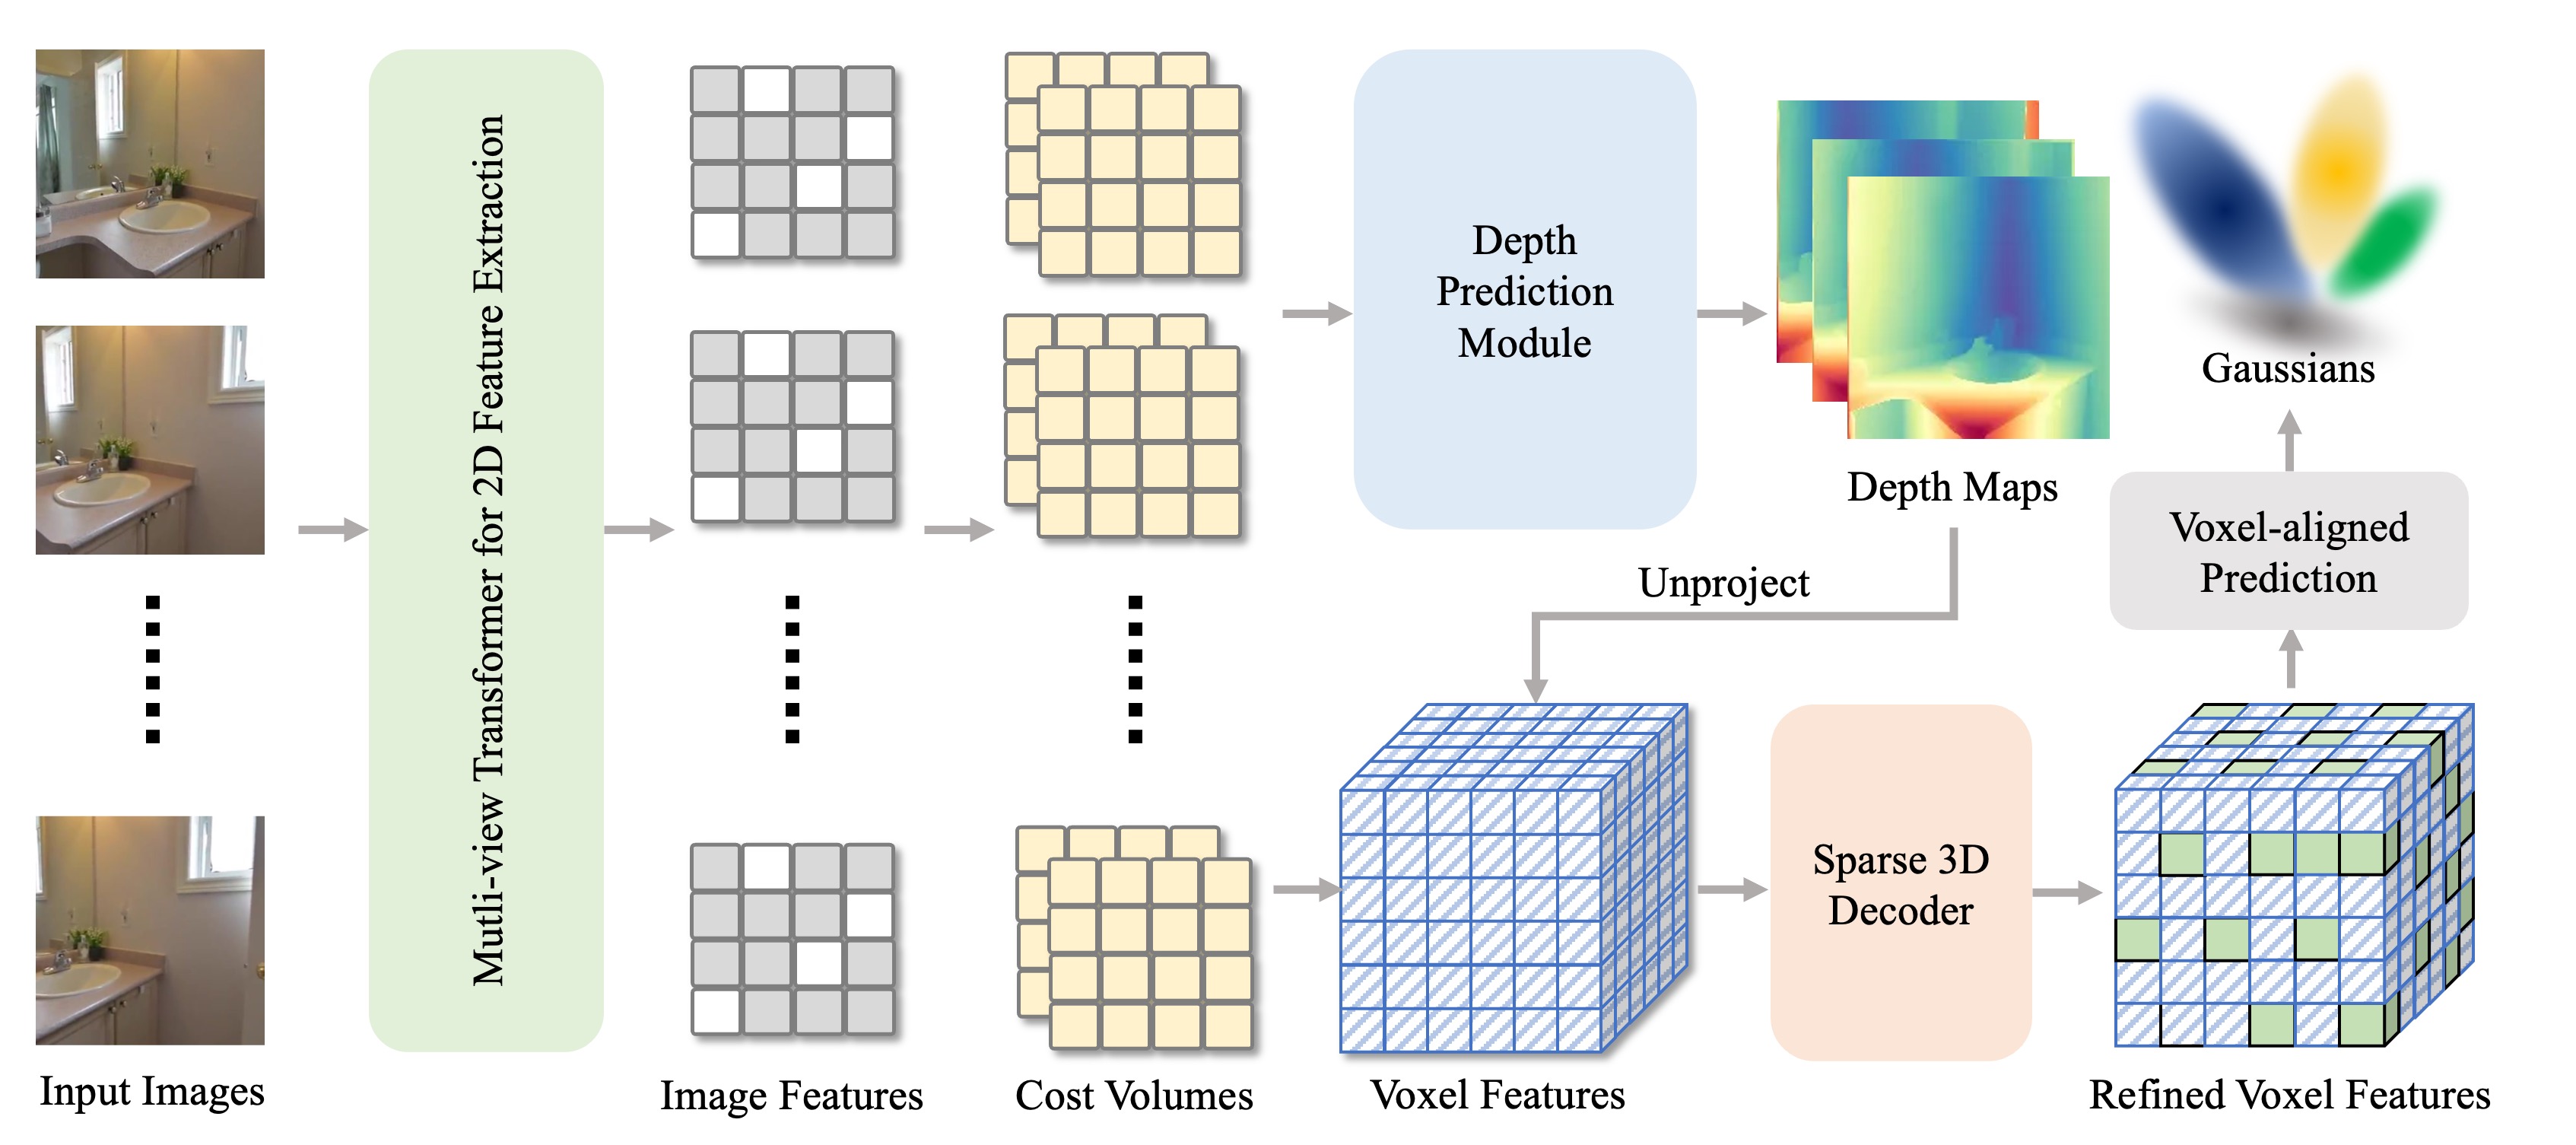 Mutli-view Transformer for 2D Feature Extraction
Depth
Prediction
Module
Gaussians
Depth Maps
Voxel-aligned
Prediction
Unproject
Sparse 3D
Decoder
Input Images
Image Features
Cost Volumes
Voxel Features
Refined Voxel Features